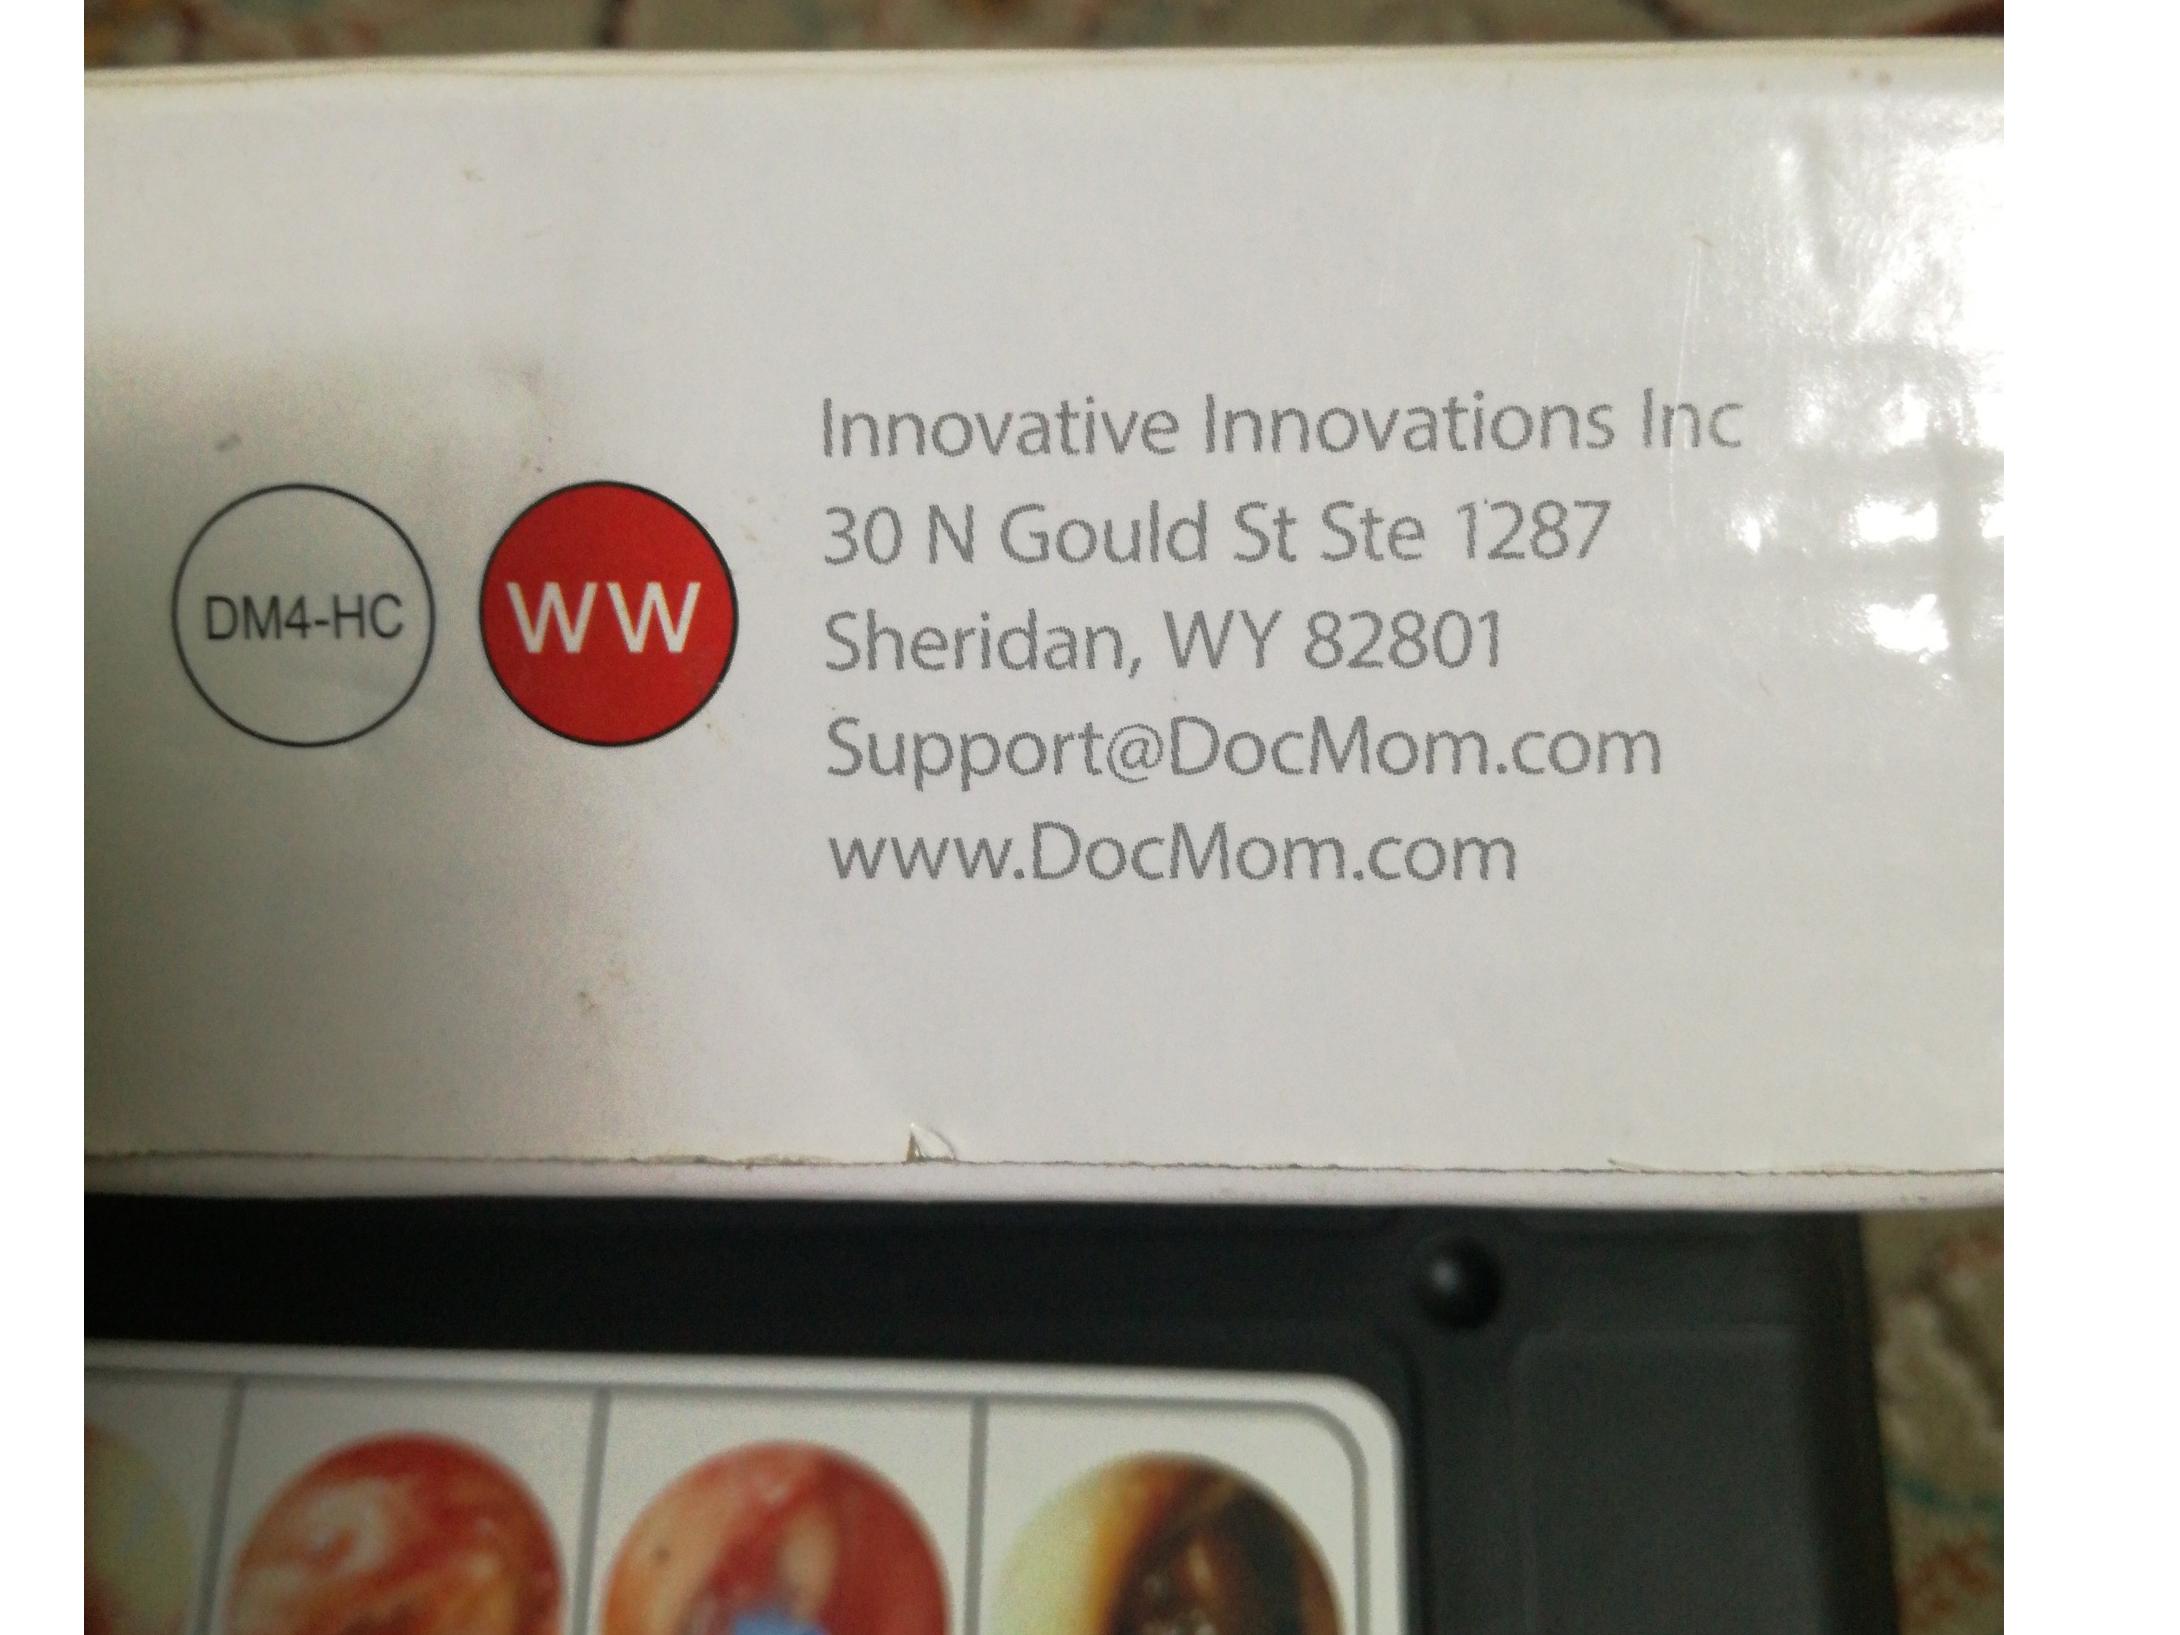 DM4-HC
WW
Innovative Innovations Inc
30 N Gould St Ste 1287
Sheridan, WY 82801
Support@DocMom.com
www.DocMom.com